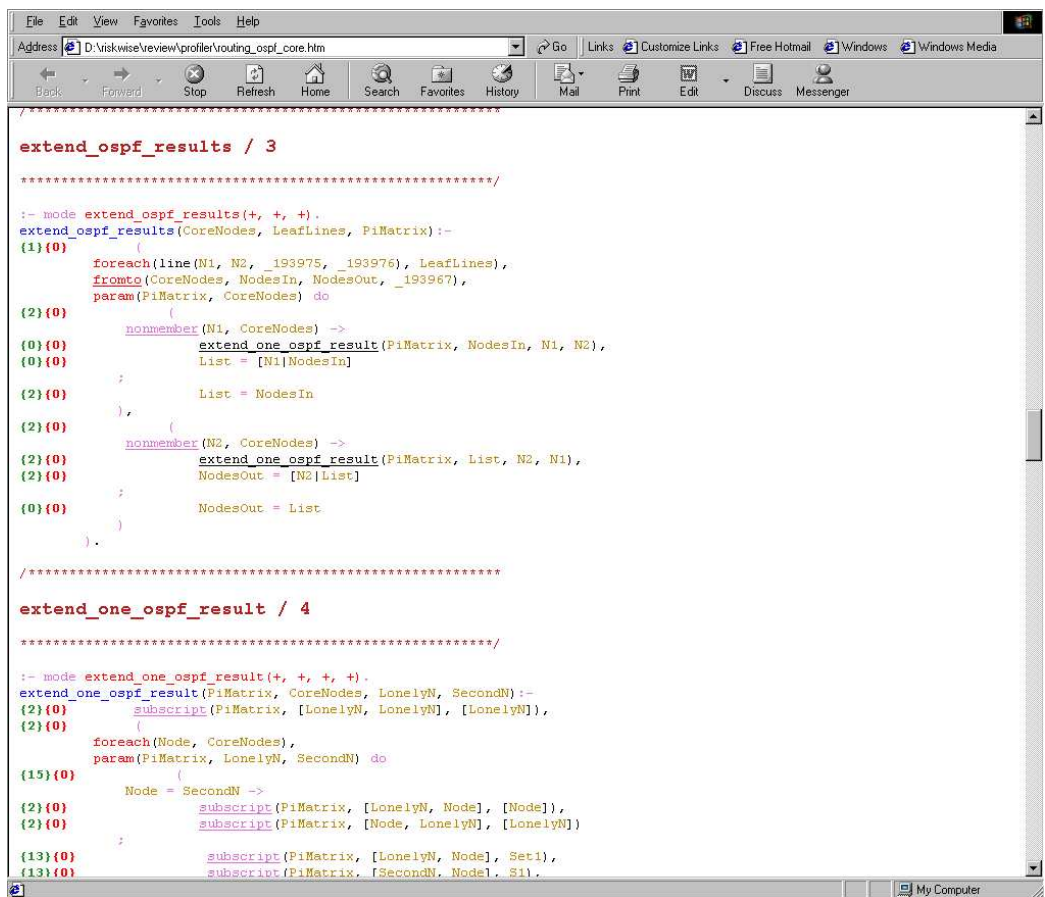 File Edit View Favorites Tools Help
Address D:\riskwise\review\profiler\routing_ospf_core.htm Go Links Customize Links Free Hotmail Windows Windows Media
Back Forward Stop Refresh Home Search Favorites History Mail Print Edit Discuss Messenger
/**********************************************************
extend_ospf_results / 3
**********************************************************/
:- mode extend_ospf_results(+, +, +).
extend_ospf_results(CoreNodes, LeafLines, PiMatrix):-
{1}{0} (
foreach(line(N1, N2, _193975, _193976), LeafLines),
fromto(CoreNodes, NodesIn, NodesOut, _193967),
param(PiMatrix, CoreNodes) do
{2}{0} (
nonmember(N1, CoreNodes) ->
{0}{0} extend_one_ospf_result(PiMatrix, NodesIn, N1, N2),
{0}{0} List = [N1|NodesIn]
;
{2}{0} List = NodesIn
),
{2}{0} (
nonmember(N2, CoreNodes) ->
{2}{0} extend_one_ospf_result(PiMatrix, List, N2, N1),
{2}{0} NodesOut = [N2|List]
;
{0}{0} NodesOut = List
)
).
/**********************************************************
extend_one_ospf_result / 4
**********************************************************/
:- mode extend_one_ospf_result(+, +, +, +).
extend_one_ospf_result(PiMatrix, CoreNodes, LonelyN, SecondN):-
{2}{0} subscript(PiMatrix, [LonelyN, LonelyN], [LonelyN]),
{2}{0} (
foreach(Node, CoreNodes),
param(PiMatrix, LonelyN, SecondN) do
{15}{0} (
Node = SecondN ->
{2}{0} subscript(PiMatrix, [LonelyN, Node], [Node]),
{2}{0} subscript(PiMatrix, [Node, LonelyN], [LonelyN])
;
{13}{0} subscript(PiMatrix, [LonelyN, Node], Set1),
{13}{0} subscript(PiMatrix, [SecondN, Node], S1),
My Computer